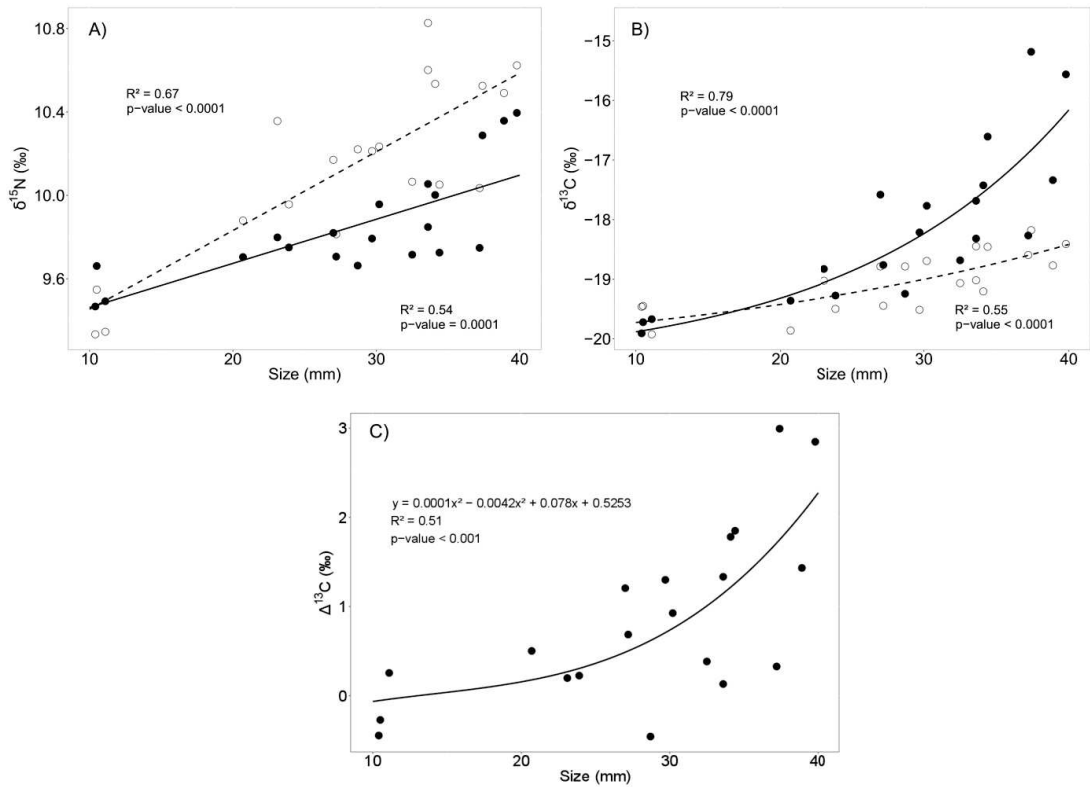 A)
10.8
10.4
10.0
9.6
δ¹⁵N (‰)
R² = 0.67
p−value < 0.0001
R² = 0.54
p−value = 0.0001
10 20 30 40
Size (mm)
B)
−15
−16
−17
−18
−19
−20
δ¹³C (‰)
R² = 0.79
p−value < 0.0001
R² = 0.55
p−value < 0.0001
10 20 30 40
Size (mm)
C)
3
2
1
0
Δ¹³C (‰)
y = 0.0001x² − 0.0042x² + 0.078x + 0.5253
R² = 0.51
p−value < 0.001
10 20 30 40
Size (mm)